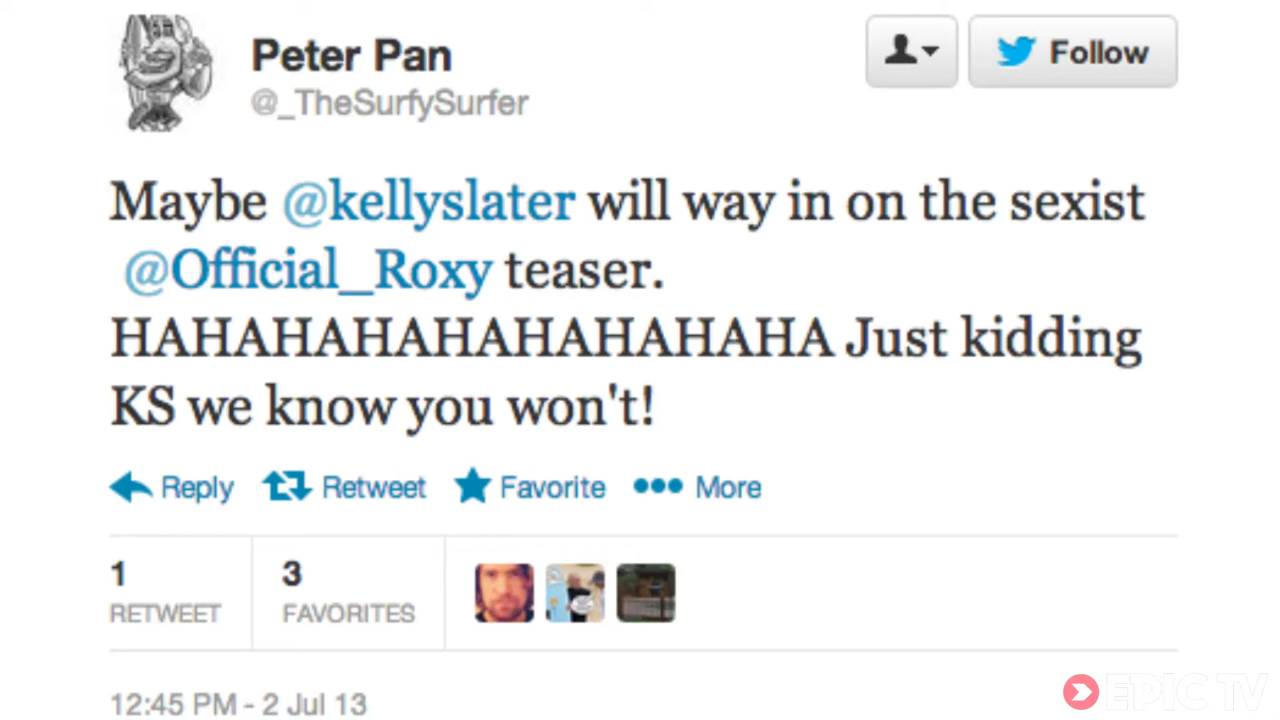 Peter Pan
@_TheSurfySurfer
Follow
Maybe @kellyslater will way in on the sexist
@Official_Roxy teaser.
HAHAHAHAHAHAHAHAHA Just kidding
KS we know you won't!
Reply Retweet Favorite More
1 3
RETWEET FAVORITES
12:45 PM - 2 Jul 13
EPIC TV